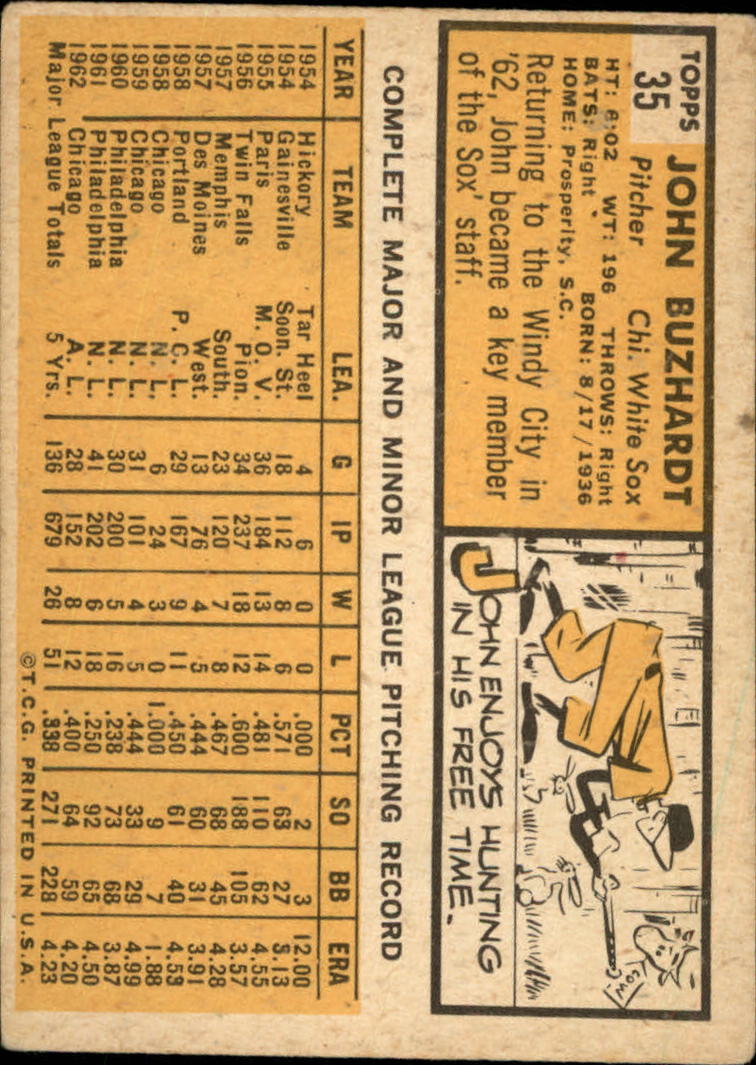 TOPPS
35
JOHN BUZHARDT
Pitcher Chi. White Sox
HT: 6:02 WT: 196 THROWS: Right
BATS: Right BORN: 8/17/1936
HOME: Prosperity, S.C.
Returning to the Windy City in
'62, John became a key member
of the Sox' staff.
COW
JOHN ENJOYS HUNTING
IN HIS FREE TIME.
COMPLETE MAJOR AND MINOR LEAGUE PITCHING RECORD
YEAR TEAM LEA. G IP W L PCT SO BB ERA
1954 Hickory Tar Heel 4 6 0 0 .000 2 3 12.00
1954 Gainesville Soon. St. 18 112 8 6 .571 63 27 5.13
1955 Paris M. O. V. 36 184 13 14 .481 110 62 4.55
1956 Twin Falls Pion. 34 237 18 12 .600 188 105 3.57
1957 Memphis South. 23 120 7 8 .467 68 45 4.28
1957 Des Moines West. 13 76 4 5 .444 60 31 3.91
1958 Portland P. C. L. 29 167 9 11 .450 61 40 4.53
1958 Chicago N. L. 6 24 3 0 1.000 9 7 1.88
1959 Chicago N. L. 31 101 4 5 .444 33 29 4.99
1960 Philadelphia N. L. 30 200 5 16 .238 73 68 3.87
1961 Philadelphia N. L. 41 202 6 18 .250 92 65 4.50
1962 Chicago A. L. 28 152 8 12 .400 64 59 4.20
Major League Totals 5 Yrs. 136 679 26 51 .338 271 228 4.23
©T.C.G. PRINTED IN U.S.A.